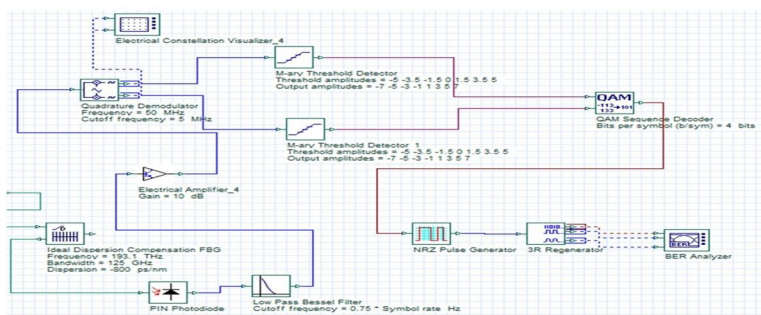 Electrical Constellation Visualizer_4
M-ary Threshold Detector
Threshold amplitudes = -5 -3.5 -1.5 0 1.5 3.5 5
Output amplitudes = -7 -5 -3 -1 1 3 5 7
Quadrature Demodulator
Frequency = 50 MHz
Cutoff frequency = 5 MHz
QAM
-113
133 →101
QAM Sequence Decoder
Bits per symbol (b/sym) = 4 bits
M-ary Threshold Detector 1
Threshold amplitudes = -5 -3.5 -1.5 0 1.5 3.5 5
Output amplitudes = -7 -5 -3 -1 1 3 5 7
Electrical Amplifier_4
Gain = 10 dB
Ideal Dispersion Compensation FBG
Frequency = 193.1 THz
Bandwidth = 125 GHz
Dispersion = -800 ps/nm
NRZ Pulse Generator
3R Regenerator
BER
BER Analyzer
PIN Photodiode
Low Pass Bessel Filter
Cutoff frequency = 0.75 * Symbol rate Hz